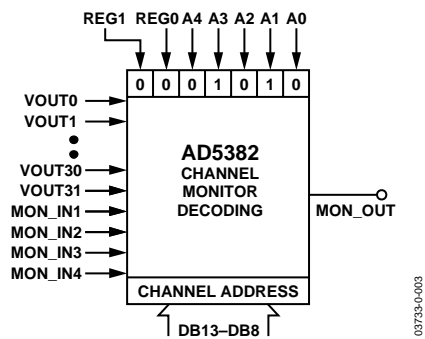 REG1 REG0 A4 A3 A2 A1 A0
0 0 0 1 0 1 0
VOUT0
VOUT1
VOUT30
VOUT31
MON_IN1
MON_IN2
MON_IN3
MON_IN4
AD5382
CHANNEL
MONITOR
DECODING
MON_OUT
CHANNEL ADDRESS
DB13–DB8
03733-0-003